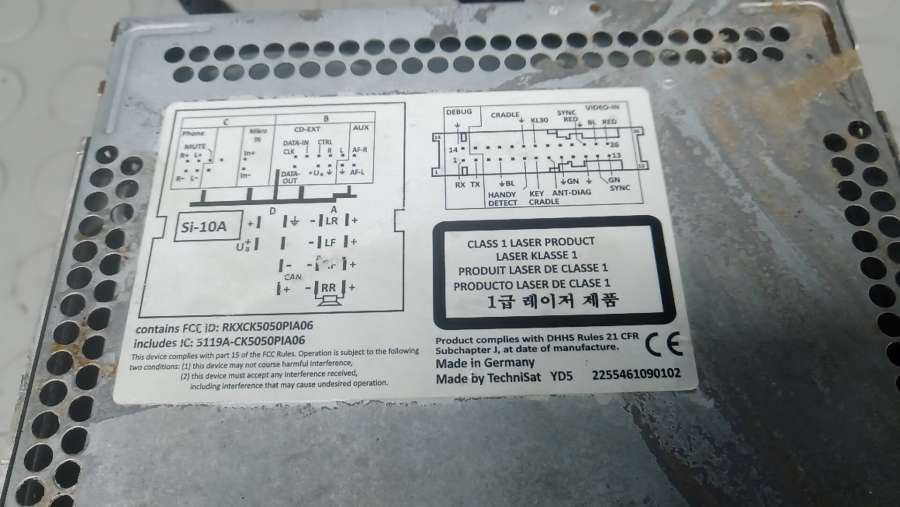 C
B
Phone
Mikro
IN
CD-EXT
AUX
MUTE
DATA-IN
CTRL
R+ L+
In+
CLK
R
L
AF-R
R- L-
In-
DATA-
OUT
+U
AF-L
Si-10A
D
A
LR
LF
CAN
RR
contains FCC ID: RKXCK5050PIA06
includes IC: 5119A-CK5050PIA06
This device complies with part 15 of the FCC Rules. Operation is subject to the following
two conditions: (1) this device may not course harmful interference,
(2) this device must accept any interference received,
including interference that may cause undesired operation.
DEBUG
CRADLE
KL30
SYNC
RED
VIDEO-IN
BL RED
14
26
1
13
RX TX
BL
HANDY
DETECT
KEY
CRADLE
GN
ANT-DIAG
GN
SYNC
CLASS 1 LASER PRODUCT
LASER KLASSE 1
PRODUIT LASER DE CLASSE 1
PRODUCTO LASER DE CLASE 1
1급 레이저 제품
Product complies with DHHS Rules 21 CFR
Subchapter J, at date of manufacture.
CE
Made in Germany
Made by TechniSat YD5 2255461090102